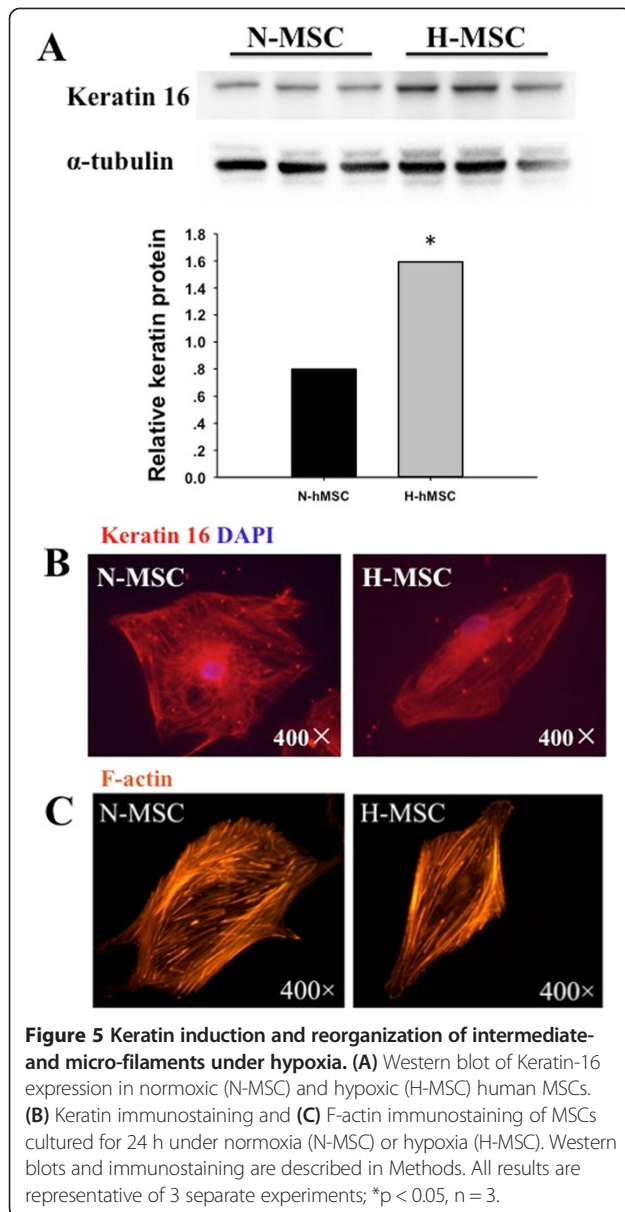 A
N-MSC H-MSC
Keratin 16
α-tubulin
Relative keratin protein
1.8
1.6
1.4
1.2
1.0
.8
.6
.4
.2
0.0
*
N-hMSC H-hMSC
Keratin 16 DAPI
B
N-MSC H-MSC
400× 400×
F-actin
C
N-MSC H-MSC
400× 400×
Figure 5 Keratin induction and reorganization of intermediate-
and micro-filaments under hypoxia. (A) Western blot of Keratin-16
expression in normoxic (N-MSC) and hypoxic (H-MSC) human MSCs.
(B) Keratin immunostaining and (C) F-actin immunostaining of MSCs
cultured for 24 h under normoxia (N-MSC) or hypoxia (H-MSC). Western
blots and immunostaining are described in Methods. All results are
representative of 3 separate experiments; *p < 0.05, n = 3.